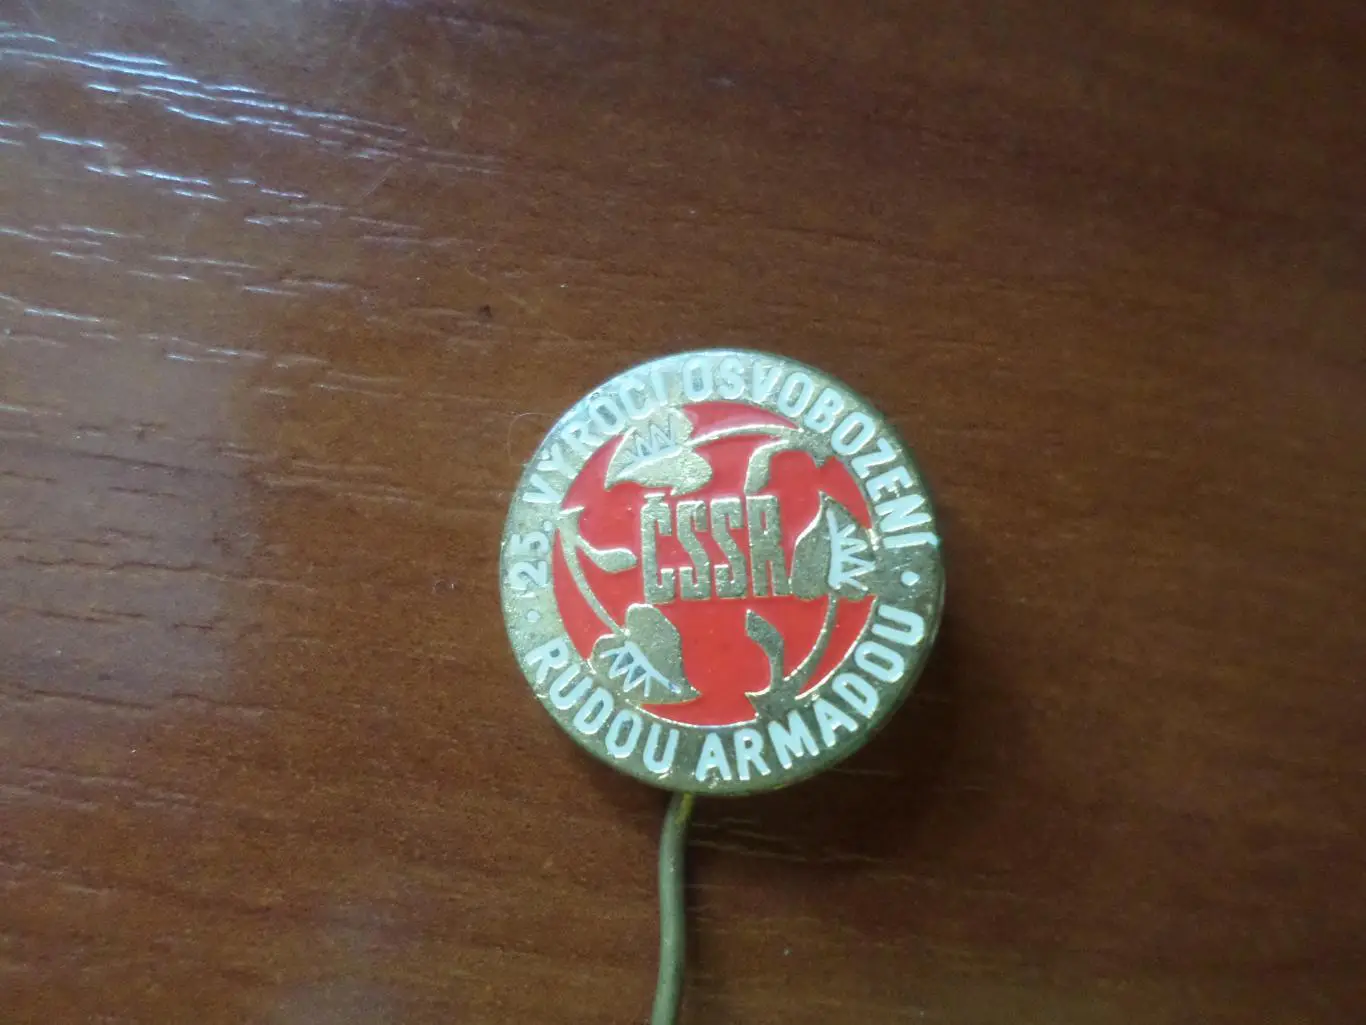 · 25. VÝROČÍ OSVOBOZENÍ ·
RUDOU ARMÁDOU
ČSSR